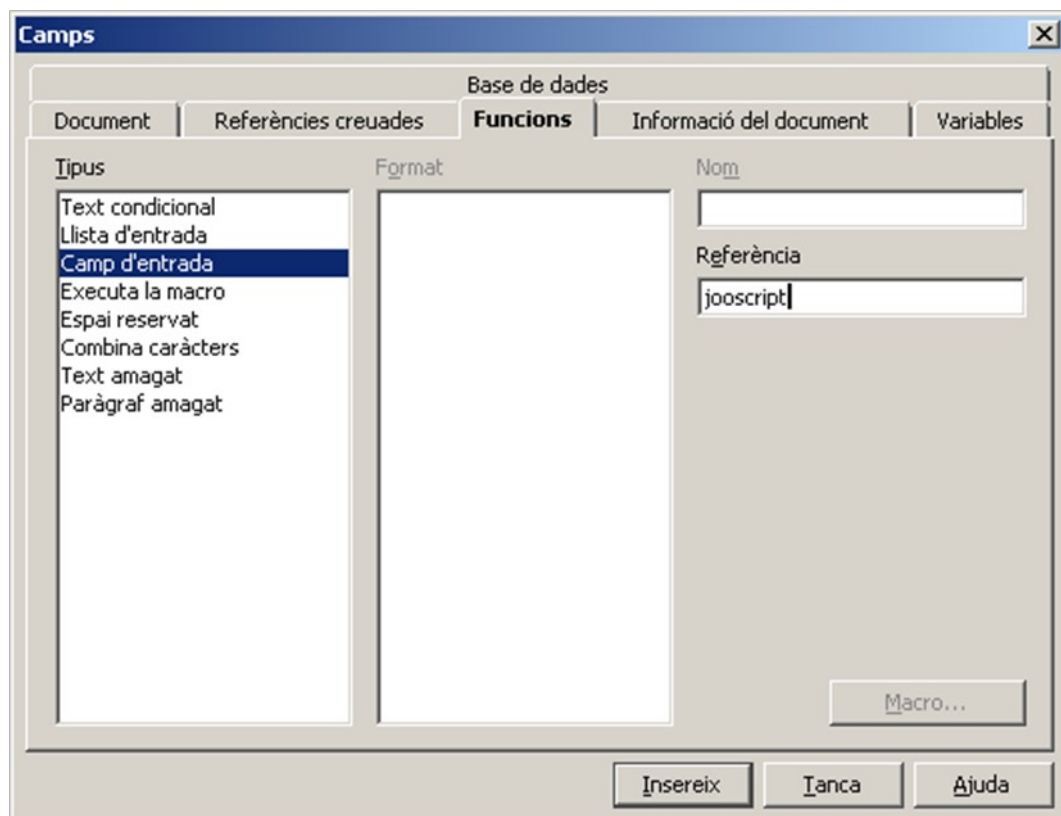 Camps
Base de dades
Document Referències creuades Funcions Informació del document Variables
Tipus
Text condicional
Llista d'entrada
Camp d'entrada
Executa la macro
Espai reservat
Combina caràcters
Text amagat
Paràgraf amagat
Format
Nom
Referència
jooscript
Macro...
Insereix Tanca Ajuda